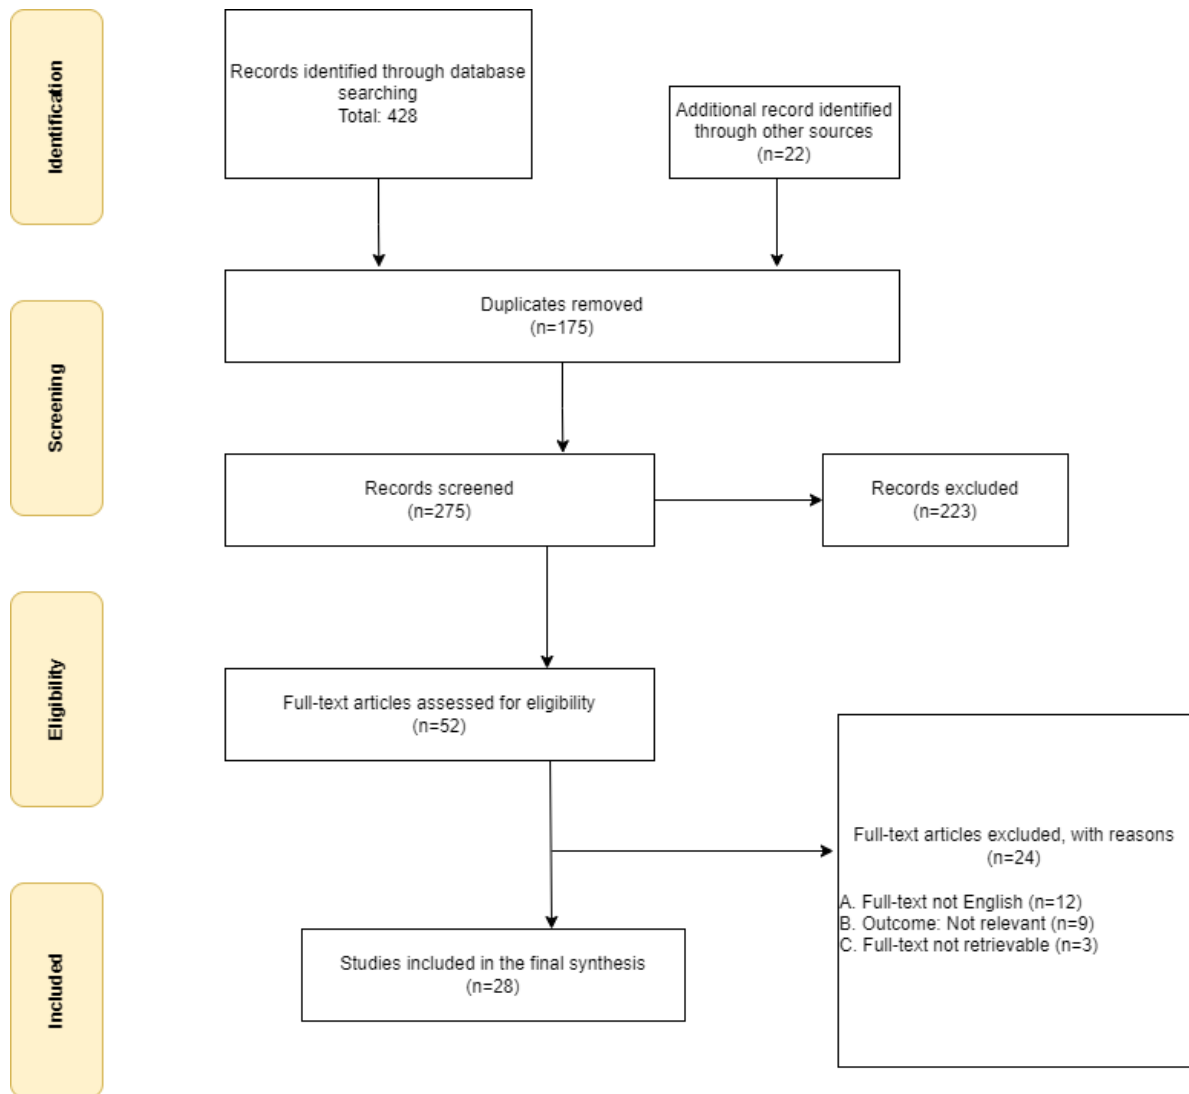 Identification
Records identified through database
searching
Total: 428
Additional record identified
through other sources
(n=22)
Screening
Duplicates removed
(n=175)
Records screened
(n=275)
Records excluded
(n=223)
Eligibility
Full-text articles assessed for eligibility
(n=52)
Full-text articles excluded, with reasons
(n=24)
A. Full-text not English (n=12)
B. Outcome: Not relevant (n=9)
C. Full-text not retrievable (n=3)
Included
Studies included in the final synthesis
(n=28)